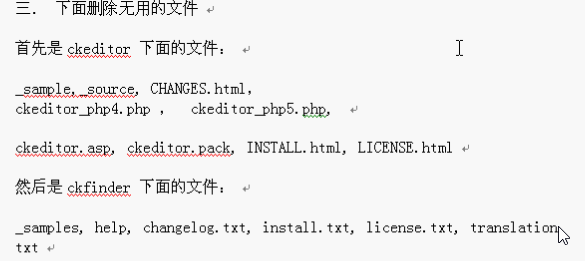 三. 下面删除无用的文件
首先是 ckeditor 下面的文件:
_sample,_source, CHANGES.html,
ckeditor_php4.php , ckeditor_php5.php,
ckeditor.asp, ckeditor.pack, INSTALL.html, LICENSE.html
然后是 ckfinder 下面的文件:
_samples, help, changelog.txt, install.txt, license.txt, translation
txt